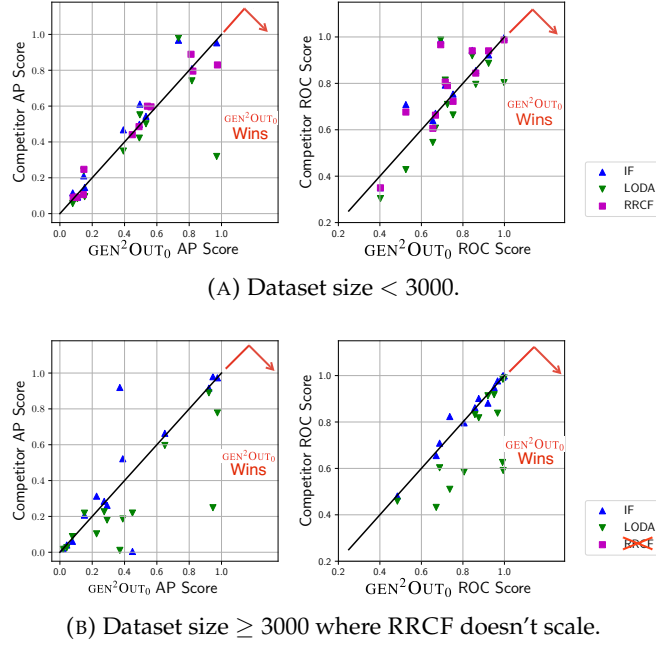 1.0
0.8
0.6
0.4
0.2
0.0
Competitor AP Score
0.0 0.2 0.4 0.6 0.8 1.0
GEN²OUT₀ AP Score
GEN²OUT₀
Wins
1.0
0.8
0.6
0.4
0.2
Competitor ROC Score
0.2 0.4 0.6 0.8 1.0
GEN²OUT₀ ROC Score
GEN²OUT₀
Wins
IF
LODA
RRCF
(A) Dataset size < 3000.
1.0
0.8
0.6
0.4
0.2
0.0
Competitor AP Score
0.0 0.2 0.4 0.6 0.8 1.0
GEN²OUT₀ AP Score
GEN²OUT₀
Wins
1.0
0.8
0.6
0.4
0.2
Competitor ROC Score
0.2 0.4 0.6 0.8 1.0
GEN²OUT₀ ROC Score
GEN²OUT₀
Wins
IF
LODA
RRCF
(B) Dataset size ≥ 3000 where RRCF doesn't scale.